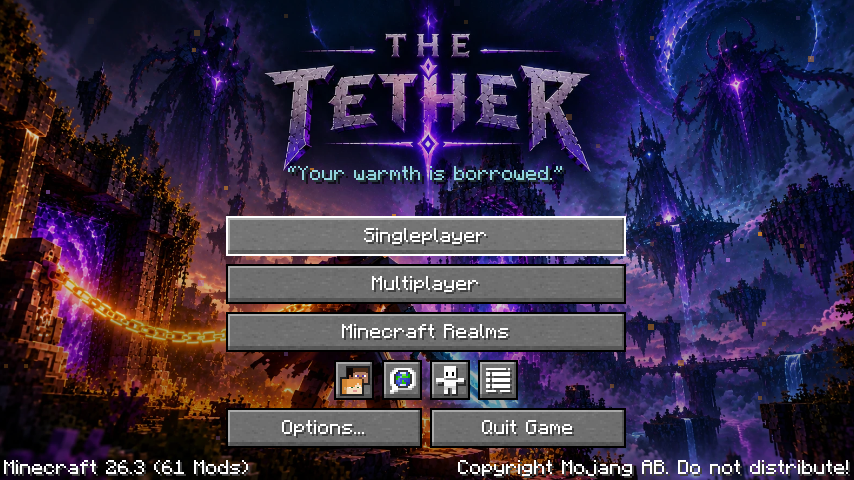 THE
TETHER
"Your warmth is borrowed."
Singleplayer
Multiplayer
Minecraft Realms
Options...
Quit Game
Minecraft 26.3 (61 Mods)
Copyright Mojang AB. Do not distribute!